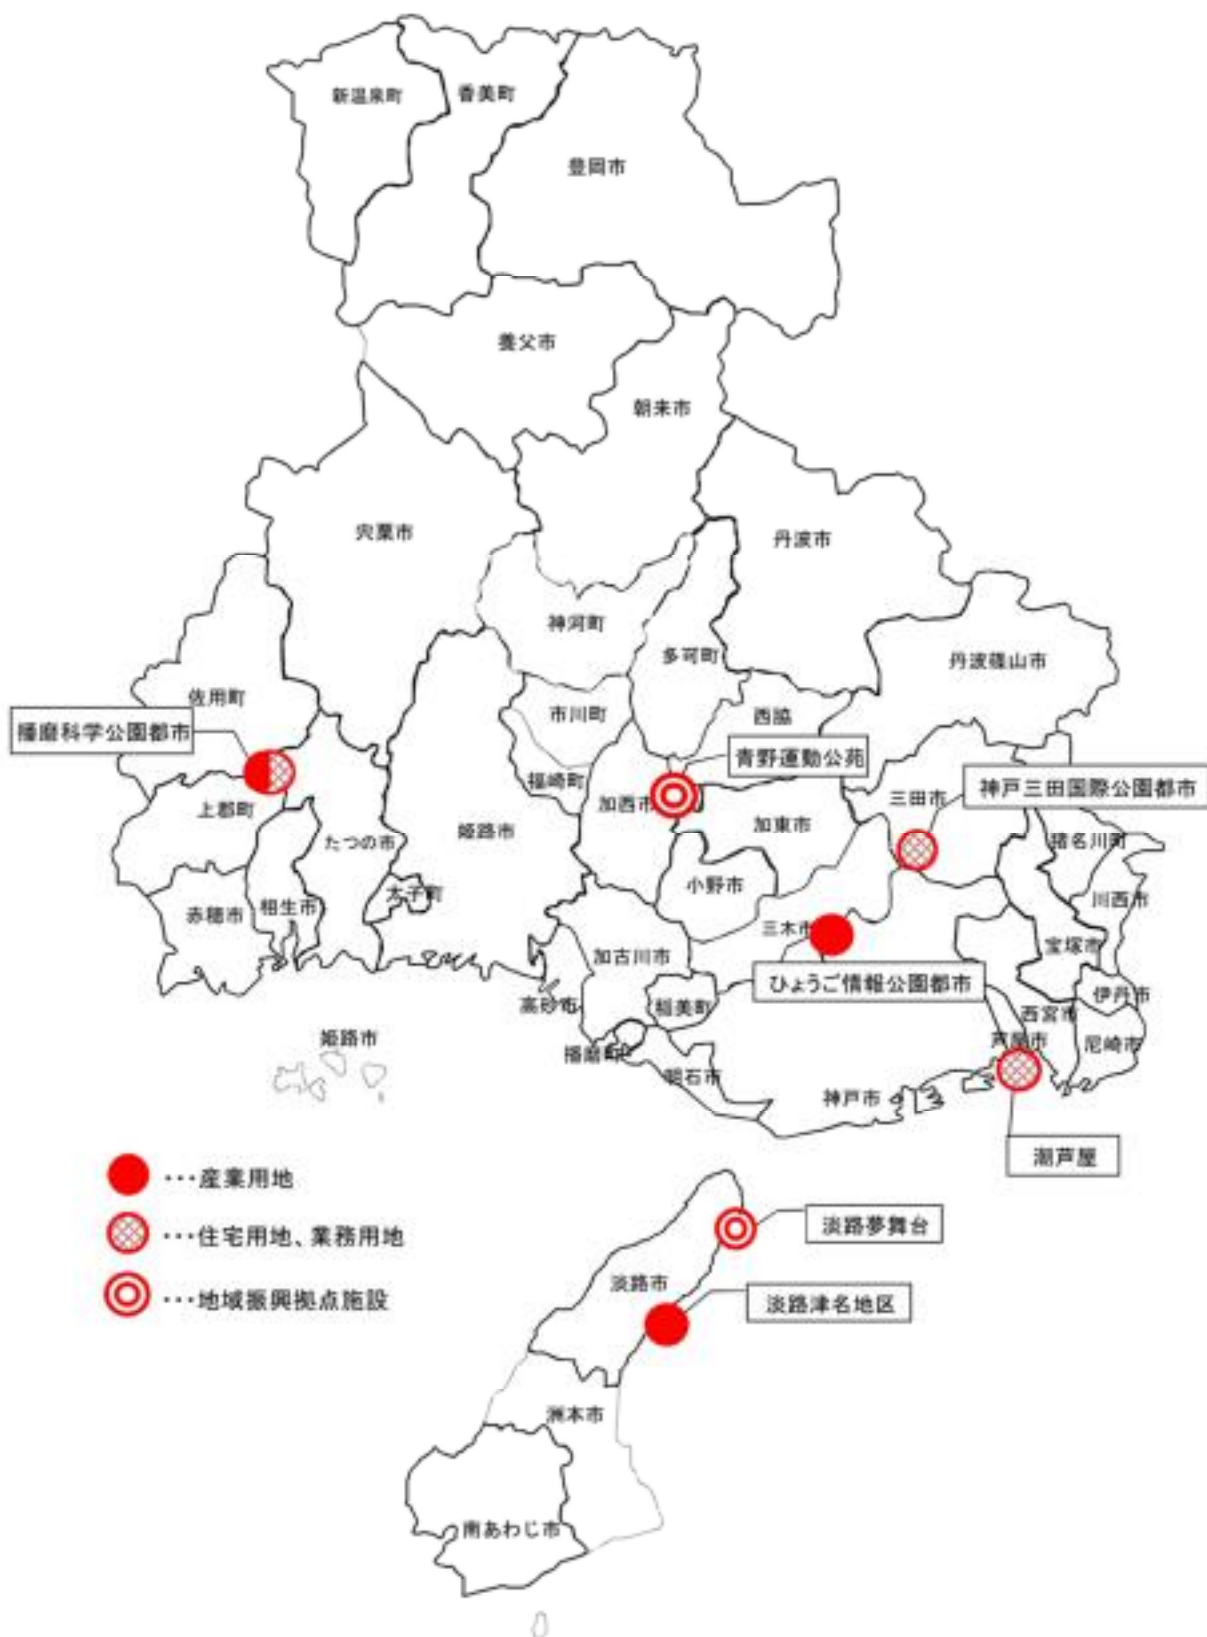 新温泉町
香美町
豊岡市
養父市
朝来市
宍粟市
丹波市
神河町
多可町
丹波篠山市
佐用町
市川町
西脇
播磨科学公園都市
青野運動公苑
福崎町
神戸三田国際公園都市
加西市
三田市
上郡町
姫路市
加東市
たつの市
猪名川町
太子町
小野市
川西市
赤穂市
相生市
三木市
宝塚市
加古川市
ひょうご情報公園都市
伊丹市
高砂市
稲美町
西宮市
姫路市
芦屋市
尼崎市
播磨町
明石市
神戸市
潮芦屋
・・・産業用地
・・・住宅用地、業務用地
・・・地域振興拠点施設
淡路夢舞台
淡路市
淡路津名地区
洲本市
南あわじ市